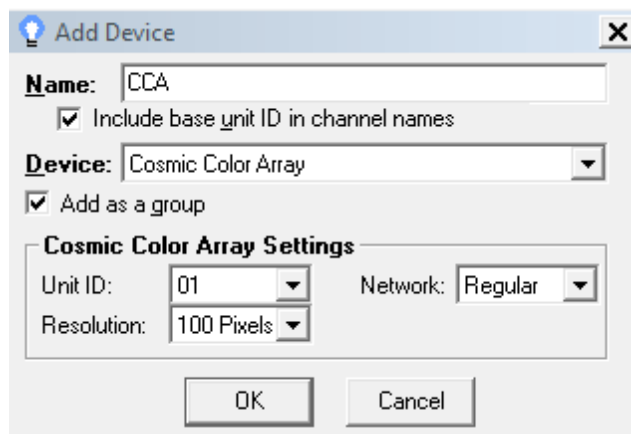 Add Device
Name: CCA
Include base unit ID in channel names
Device: Cosmic Color Array
Add as a group
Cosmic Color Array Settings
Unit ID: 01 Network: Regular
Resolution: 100 Pixels
OK Cancel